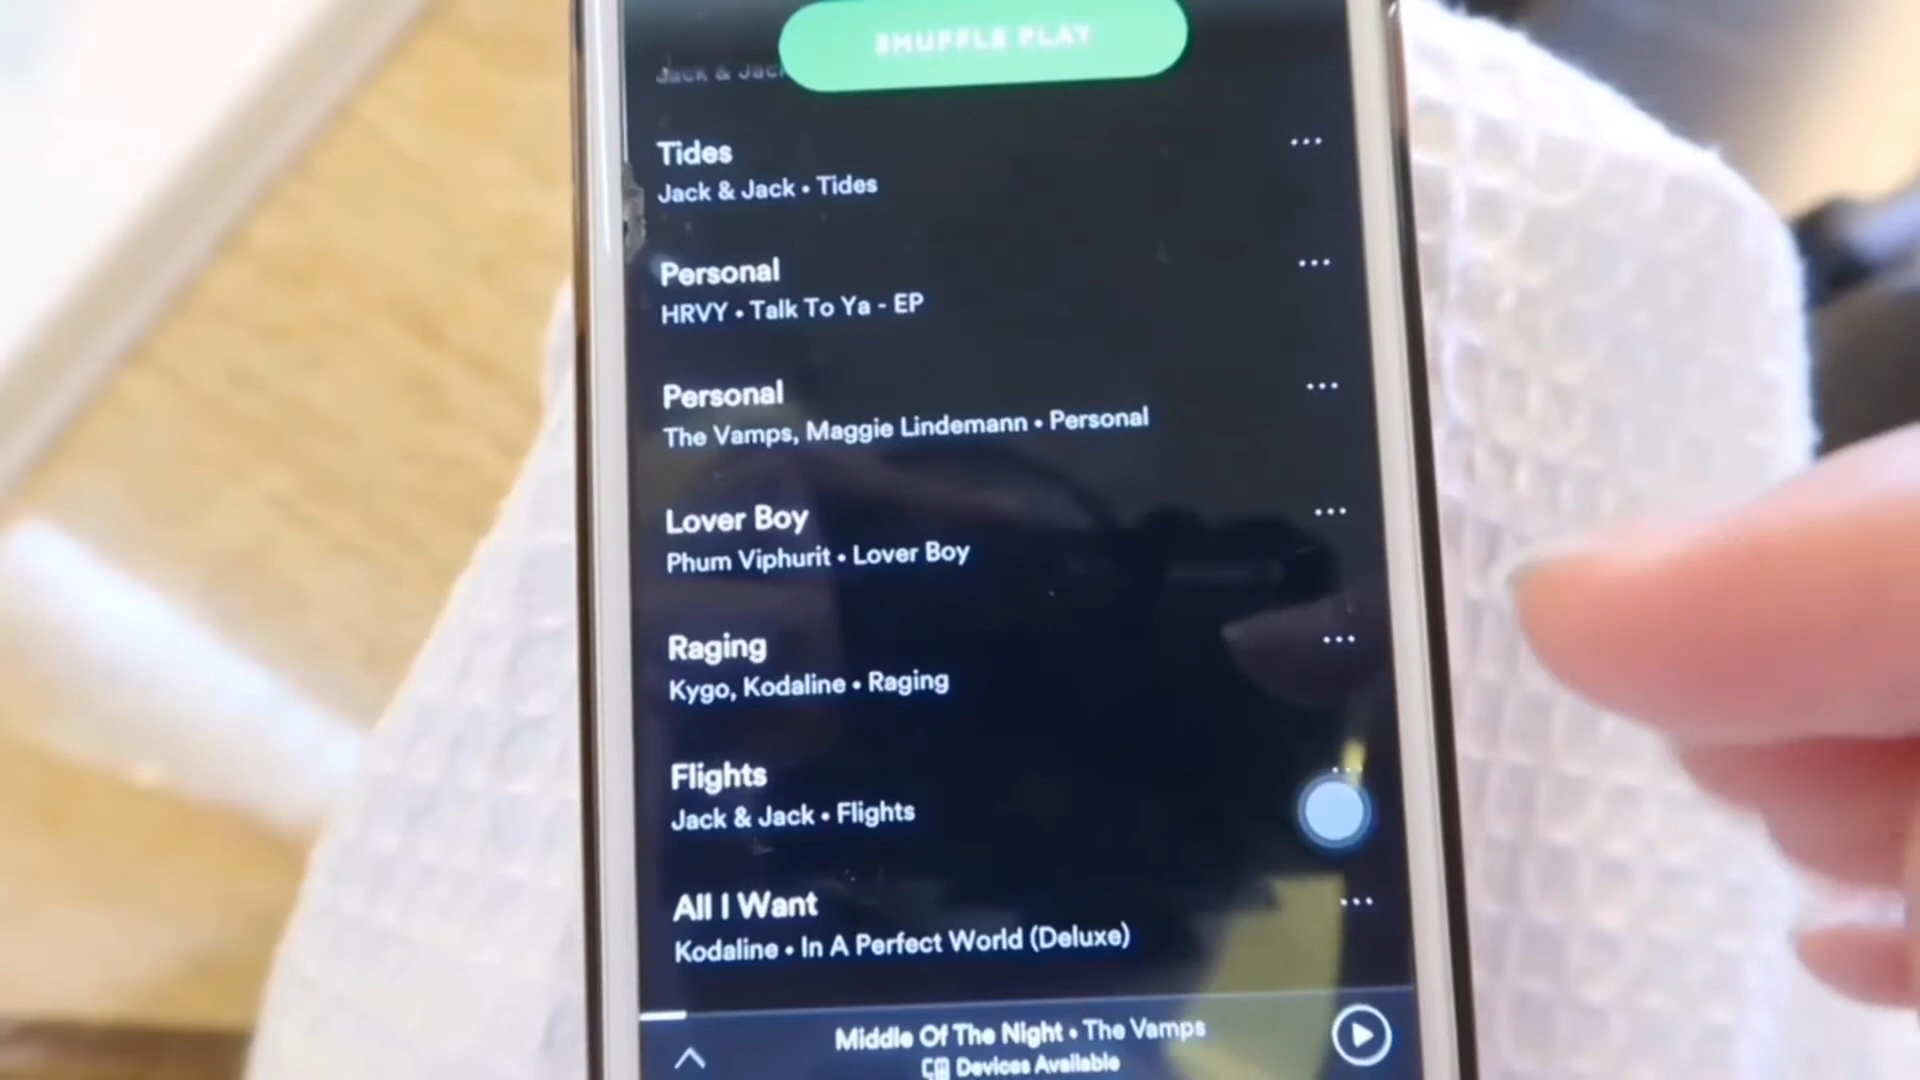 SHUFFLE PLAY
Jack & Jack
Tides
Jack & Jack • Tides
Personal
HRVY • Talk To Ya - EP
Personal
The Vamps, Maggie Lindemann • Personal
Lover Boy
Phum Viphurit • Lover Boy
Raging
Kygo, Kodaline • Raging
Flights
Jack & Jack • Flights
All I Want
Kodaline • In A Perfect World (Deluxe)
Middle Of The Night • The Vamps
Devices Available